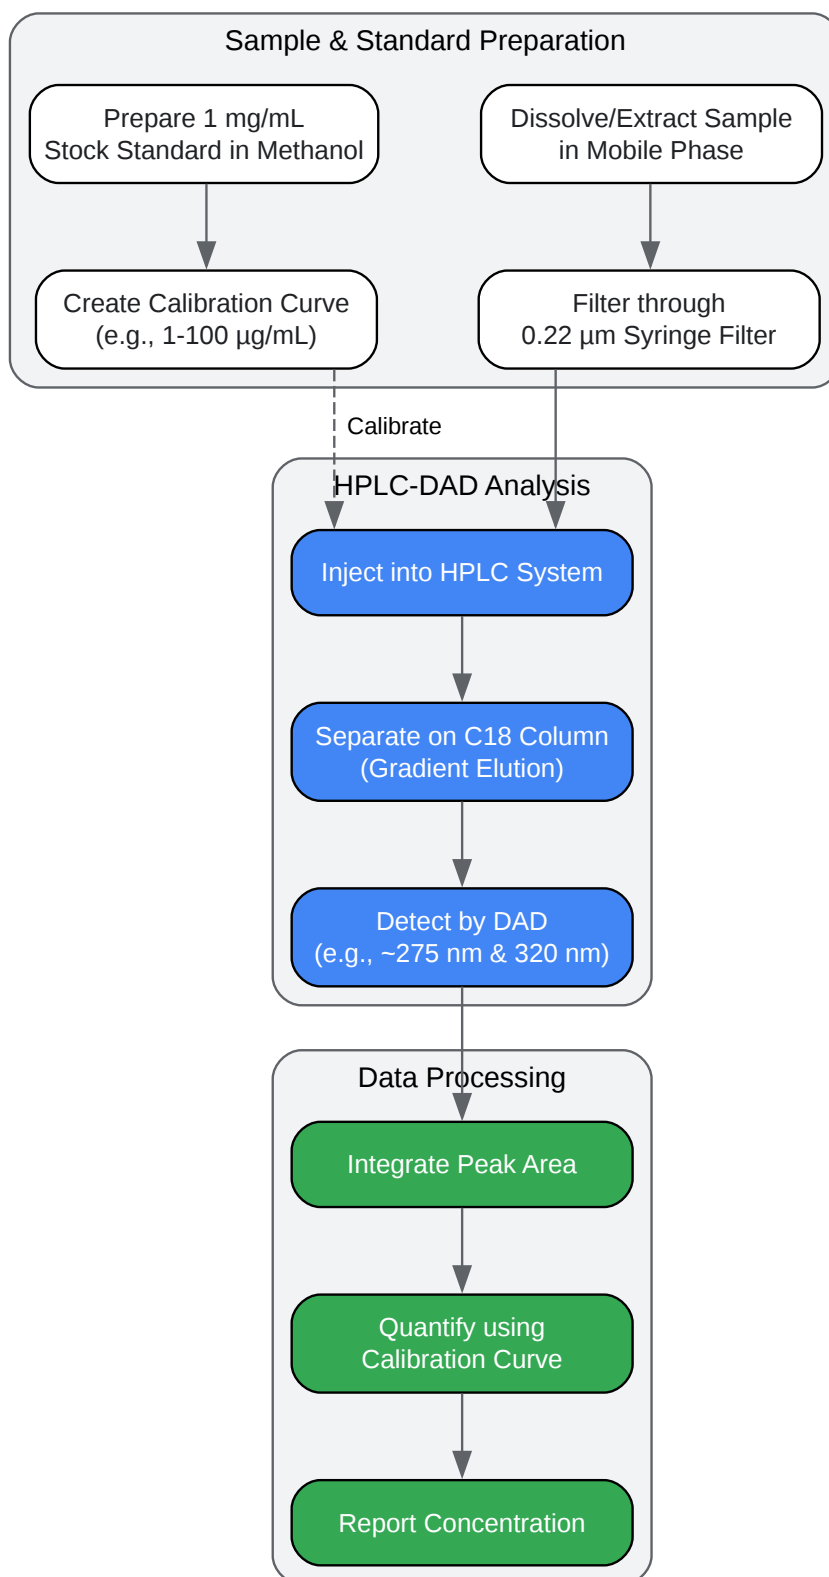 Sample & Standard Preparation
Prepare 1 mg/mL
Stock Standard in Methanol
Dissolve/Extract Sample
in Mobile Phase
Create Calibration Curve
(e.g., 1-100 µg/mL)
Filter through
0.22 µm Syringe Filter
Calibrate
HPLC-DAD Analysis
Inject into HPLC System
Separate on C18 Column
(Gradient Elution)
Detect by DAD
(e.g., ~275 nm & 320 nm)
Data Processing
Integrate Peak Area
Quantify using
Calibration Curve
Report Concentration